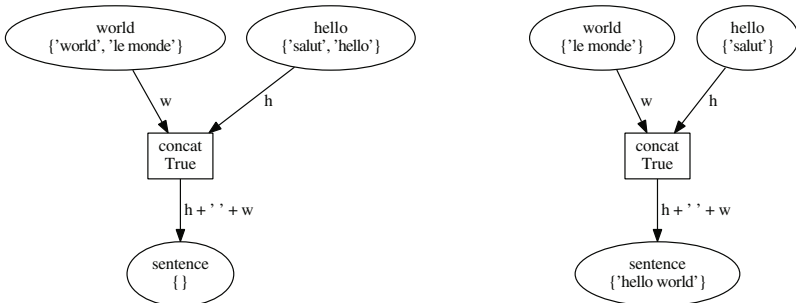 world
{’world’, ’le monde’}
hello
{’salut’, ’hello’}
w
h
concat
True
h + ’ ’ + w
sentence
{ }
world
{’le monde’}
hello
{’salut’}
w
h
concat
True
h + ’ ’ + w
sentence
{’hello world’}